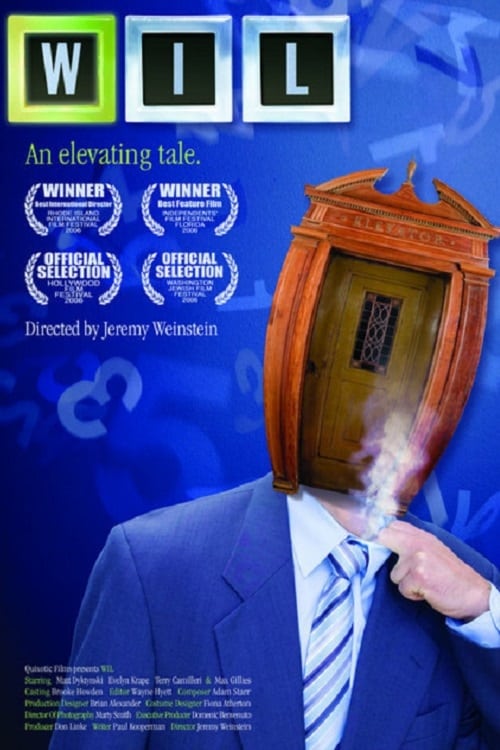 W I L
An elevating tale.
WINNER
Best International Director
RHODE ISLAND
INTERNATIONAL
FILM FESTIVAL
2006
WINNER
Best Feature Film
INDEPENDENTS'
FILM FESTIVAL
FLORIDA
2006
OFFICIAL
SELECTION
HOLLYWOOD
FILM
FESTIVAL
2006
OFFICIAL
SELECTION
WASHINGTON
JEWISH FILM
FESTIVAL
2006
Directed by Jeremy Weinstein
ELEVATOR
Quixotic Films presents WIL
Starring Matt Dyktynski Evelyn Krape Terry Camilleri & Max Gillies
Casting Brooke Howden Editor Wayne Hyett Composer Adam Starr
Production Designer Brian Alexander Costume Designer Fiona Atherton
Director Of Photography Marty Smith Executive Producer Domenic Benvenuto
Producer Don Linke Writer Paul Kooperman Director Jeremy Weinstein